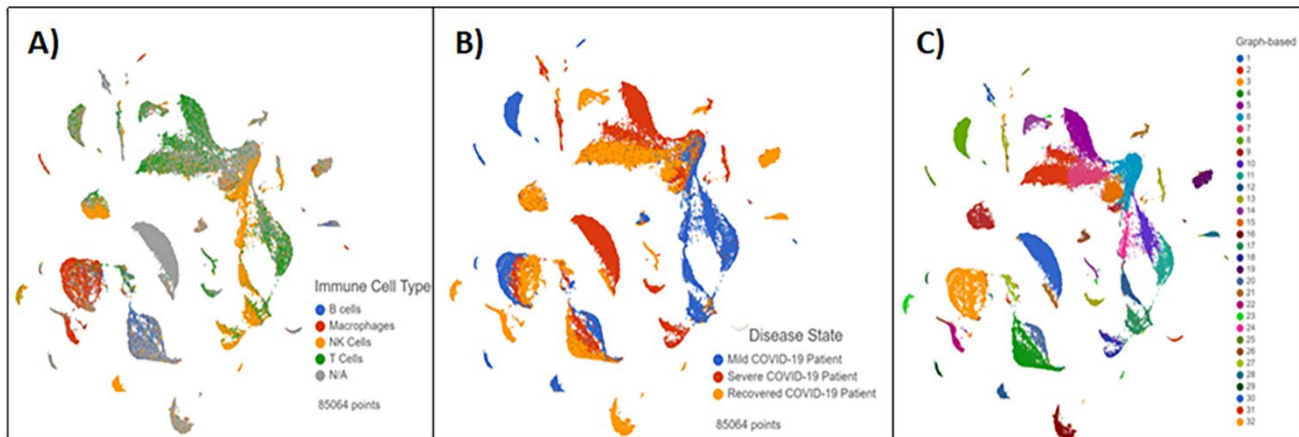 A)
Immune Cell Type
B cells
Macrophages
NK Cells
T Cells
N/A
85064 points
B)
Disease State
Mild COVID-19 Patient
Severe COVID-19 Patient
Recovered COVID-19 Patient
85064 points
C)
Graph-based
1
2
3
4
5
6
7
8
9
10
11
12
13
14
15
16
17
18
19
20
21
22
23
24
25
26
27
28
29
30
31
32